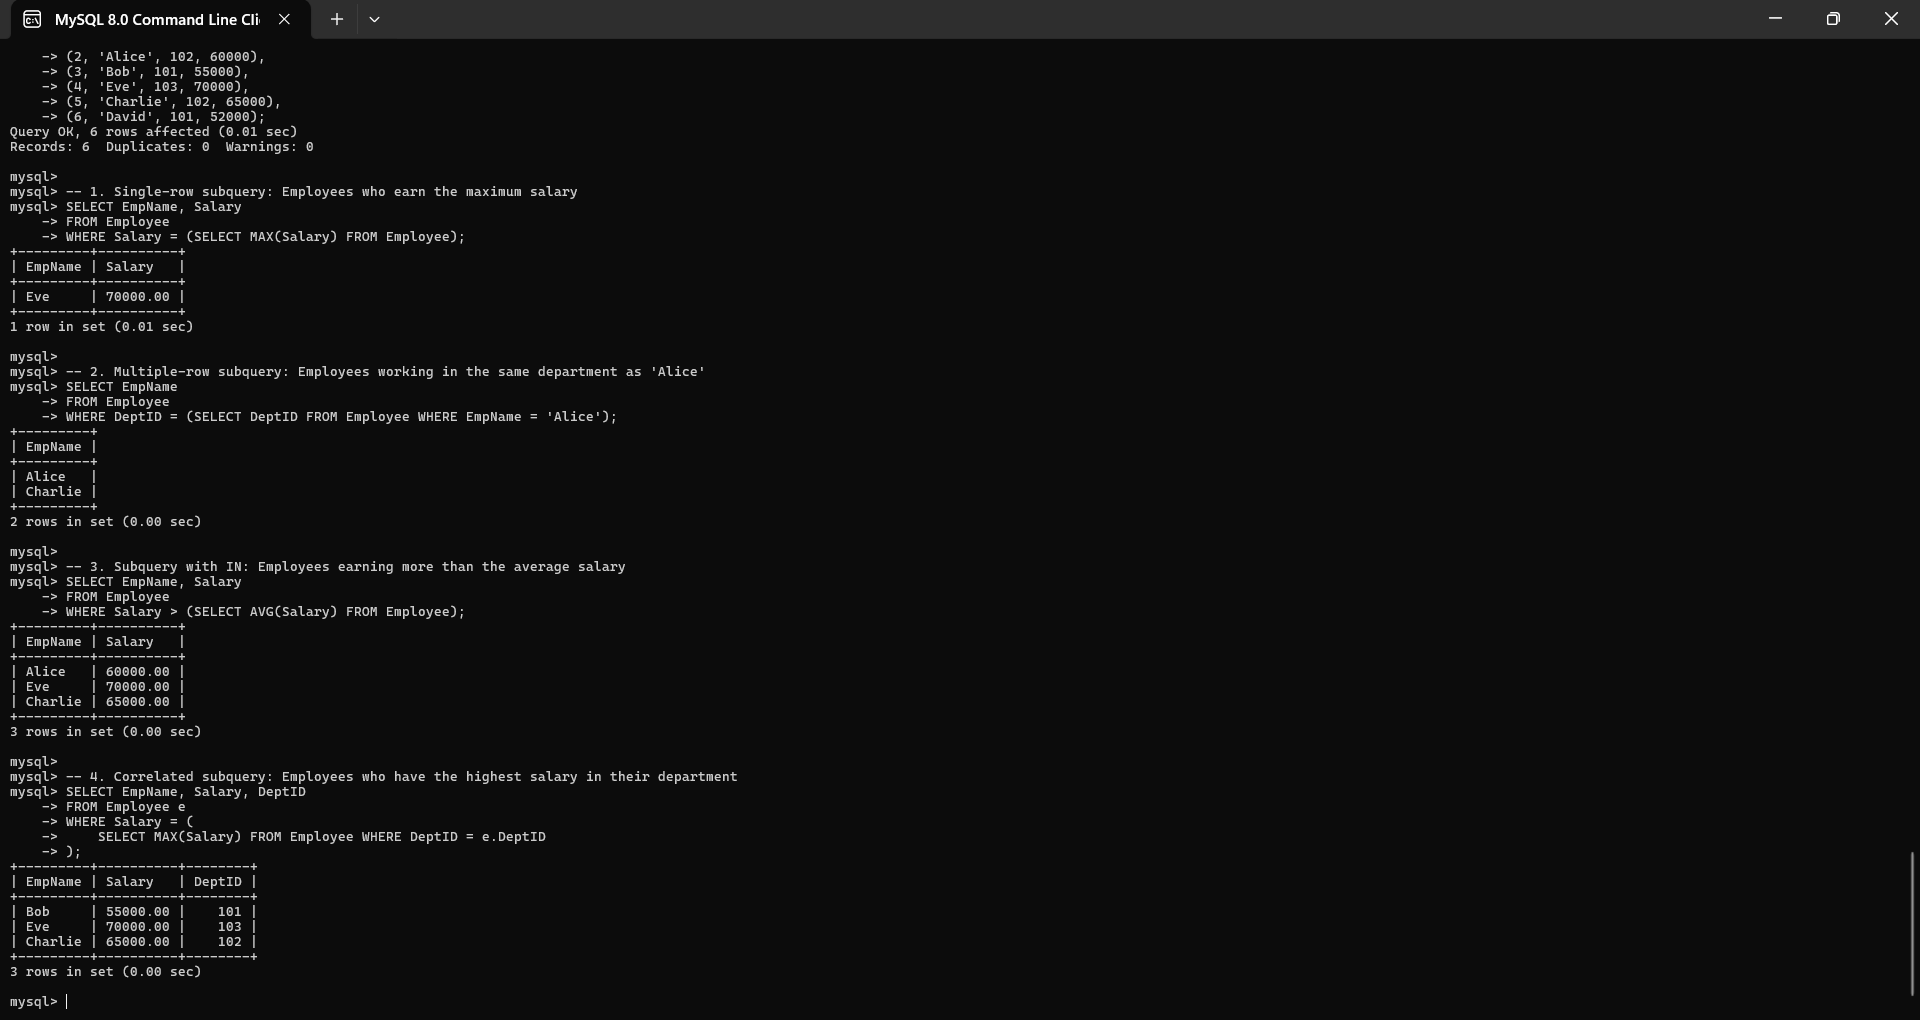 MySQL 8.0 Command Line Cli
    -> (2, 'Alice', 102, 60000),
    -> (3, 'Bob', 101, 55000),
    -> (4, 'Eve', 103, 70000),
    -> (5, 'Charlie', 102, 65000),
    -> (6, 'David', 101, 52000);
Query OK, 6 rows affected (0.01 sec)
Records: 6  Duplicates: 0  Warnings: 0

mysql>
mysql> -- 1. Single-row subquery: Employees who earn the maximum salary
mysql> SELECT EmpName, Salary
    -> FROM Employee
    -> WHERE Salary = (SELECT MAX(Salary) FROM Employee);
+---------+----------+
| EmpName | Salary   |
+---------+----------+
| Eve     | 70000.00 |
+---------+----------+
1 row in set (0.01 sec)

mysql>
mysql> -- 2. Multiple-row subquery: Employees working in the same department as 'Alice'
mysql> SELECT EmpName
    -> FROM Employee
    -> WHERE DeptID = (SELECT DeptID FROM Employee WHERE EmpName = 'Alice');
+---------+
| EmpName |
+---------+
| Alice   |
| Charlie |
+---------+
2 rows in set (0.00 sec)

mysql>
mysql> -- 3. Subquery with IN: Employees earning more than the average salary
mysql> SELECT EmpName, Salary
    -> FROM Employee
    -> WHERE Salary > (SELECT AVG(Salary) FROM Employee);
+---------+----------+
| EmpName | Salary   |
+---------+----------+
| Alice   | 60000.00 |
| Eve     | 70000.00 |
| Charlie | 65000.00 |
+---------+----------+
3 rows in set (0.00 sec)

mysql>
mysql> -- 4. Correlated subquery: Employees who have the highest salary in their department
mysql> SELECT EmpName, Salary, DeptID
    -> FROM Employee e
    -> WHERE Salary = (
    ->     SELECT MAX(Salary) FROM Employee WHERE DeptID = e.DeptID
    -> );
+---------+----------+--------+
| EmpName | Salary   | DeptID |
+---------+----------+--------+
| Bob     | 55000.00 |    101 |
| Eve     | 70000.00 |    103 |
| Charlie | 65000.00 |    102 |
+---------+----------+--------+
3 rows in set (0.00 sec)

mysql>